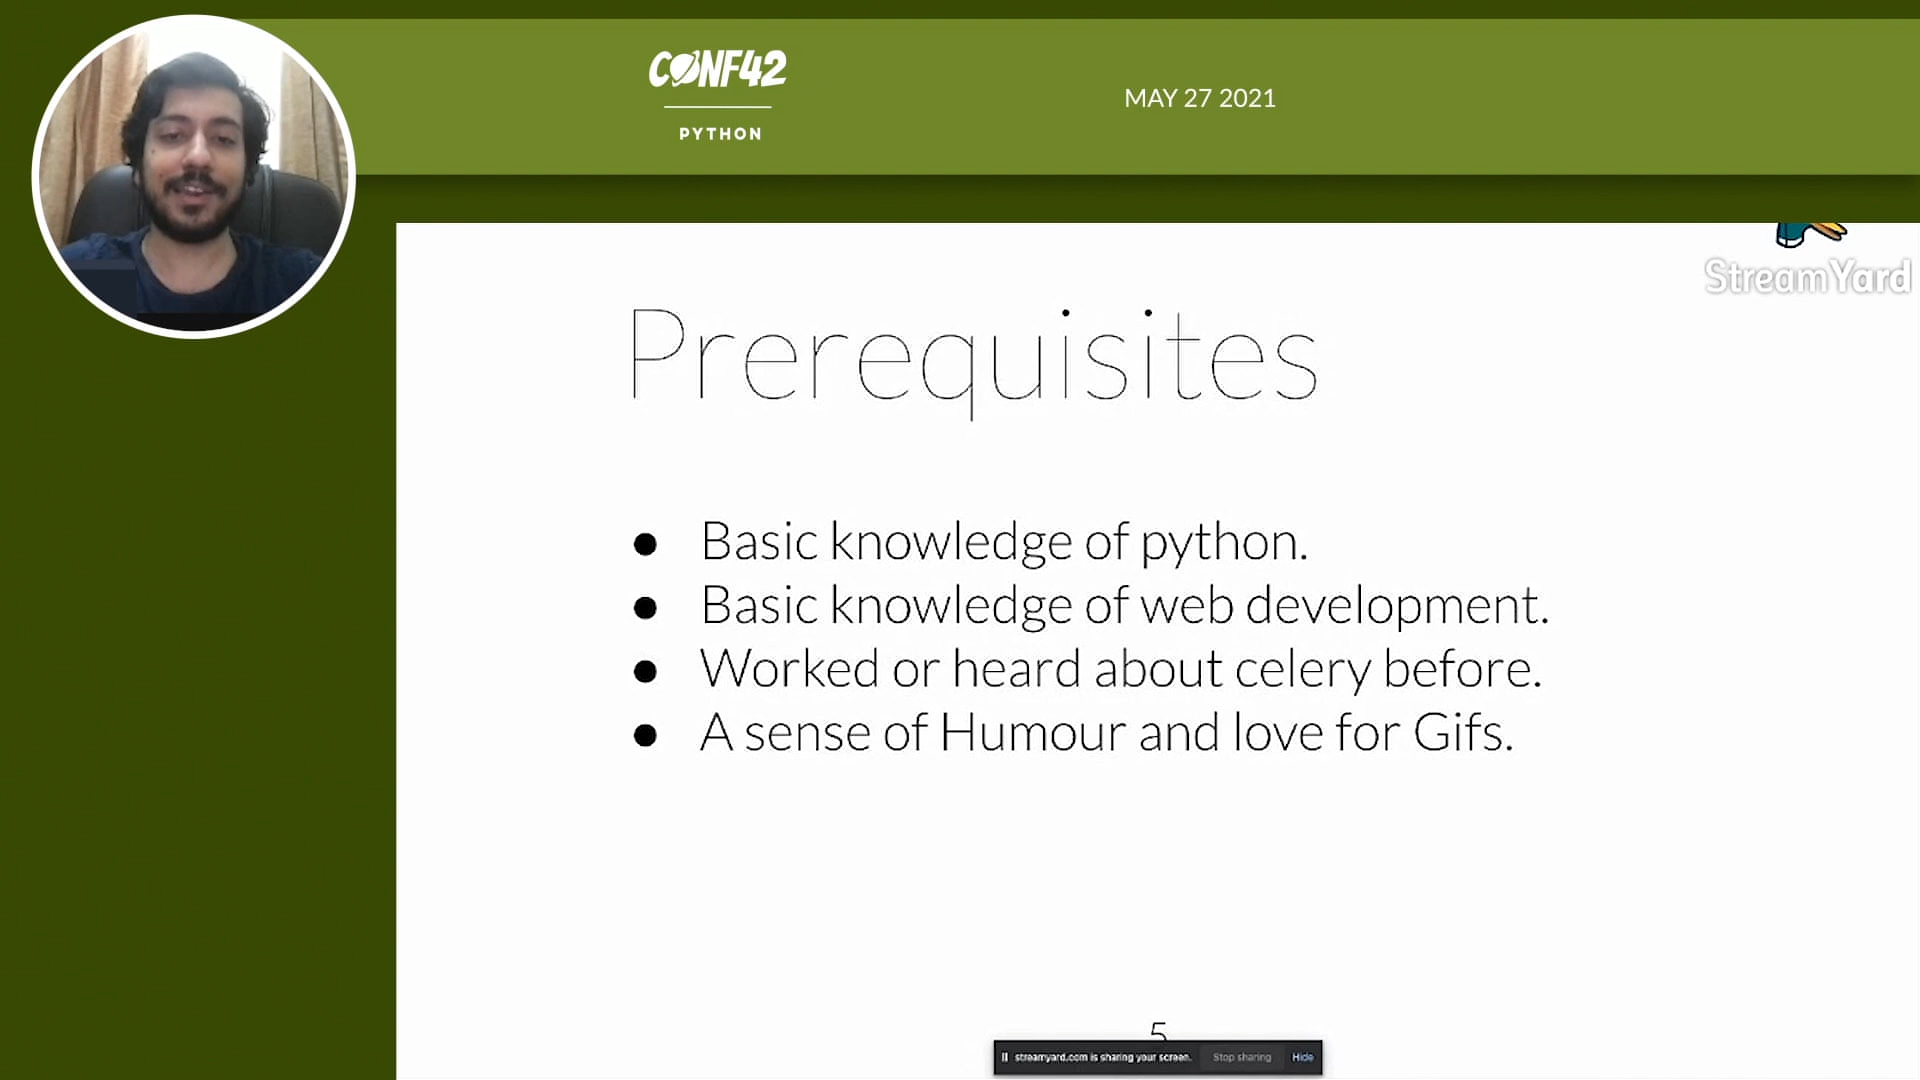 CONF42
PYTHON
MAY 27 2021
StreamYard
Prerequisites
● Basic knowledge of python.
● Basic knowledge of web development.
● Worked or heard about celery before.
● A sense of Humour and love for Gifs.
5
streamyard.com is sharing your screen. Stop sharing Hide